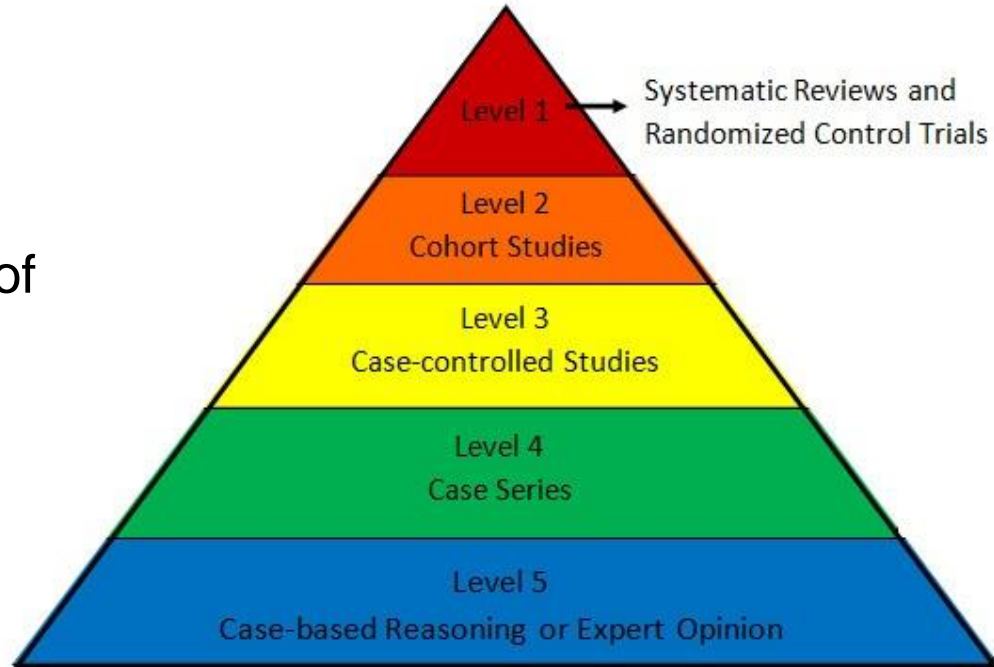 Level 1
Systematic Reviews and
Randomized Control Trials
Level 2
Cohort Studies
of
Level 3
Case-controlled Studies
Level 4
Case Series
Level 5
Case-based Reasoning or Expert Opinion